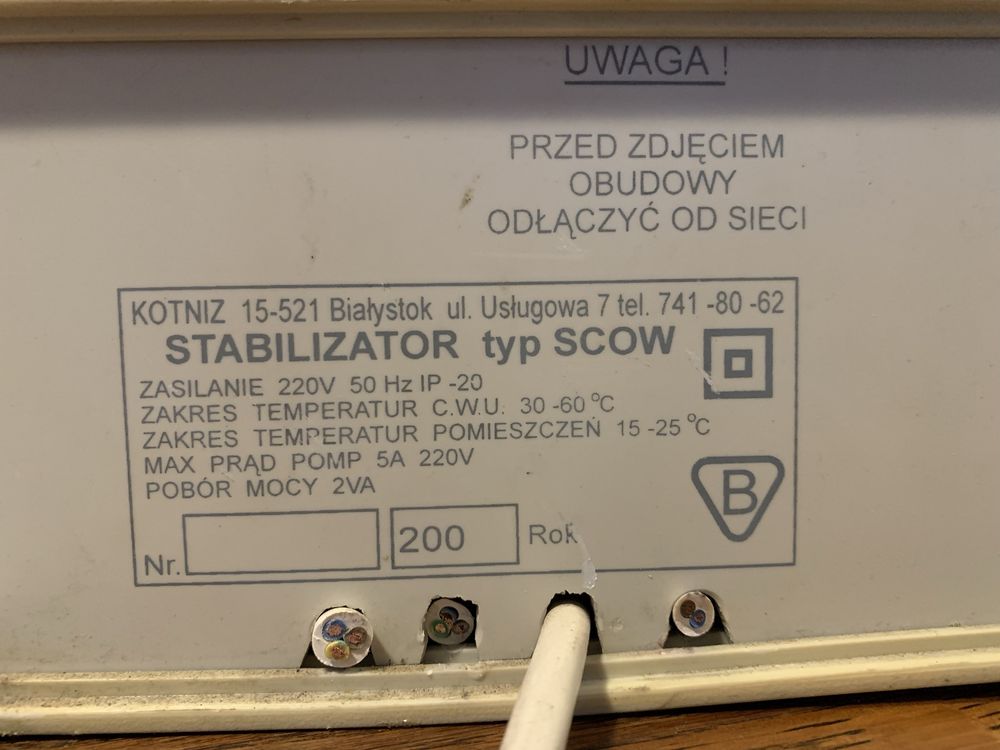 UWAGA !
PRZED ZDJĘCIEM
OBUDOWY
ODŁĄCZYĆ OD SIECI
KOTNIZ 15-521 Białystok ul. Usługowa 7 tel. 741 -80 -62
STABILIZATOR typ SCOW
ZASILANIE 220V 50 Hz IP -20
ZAKRES TEMPERATUR C.W.U. 30 -60 °C
ZAKRES TEMPERATUR POMIESZCZEŃ 15 -25 °C
MAX PRĄD POMP 5A 220V
POBÓR MOCY 2VA
B
Nr. 200 Rok